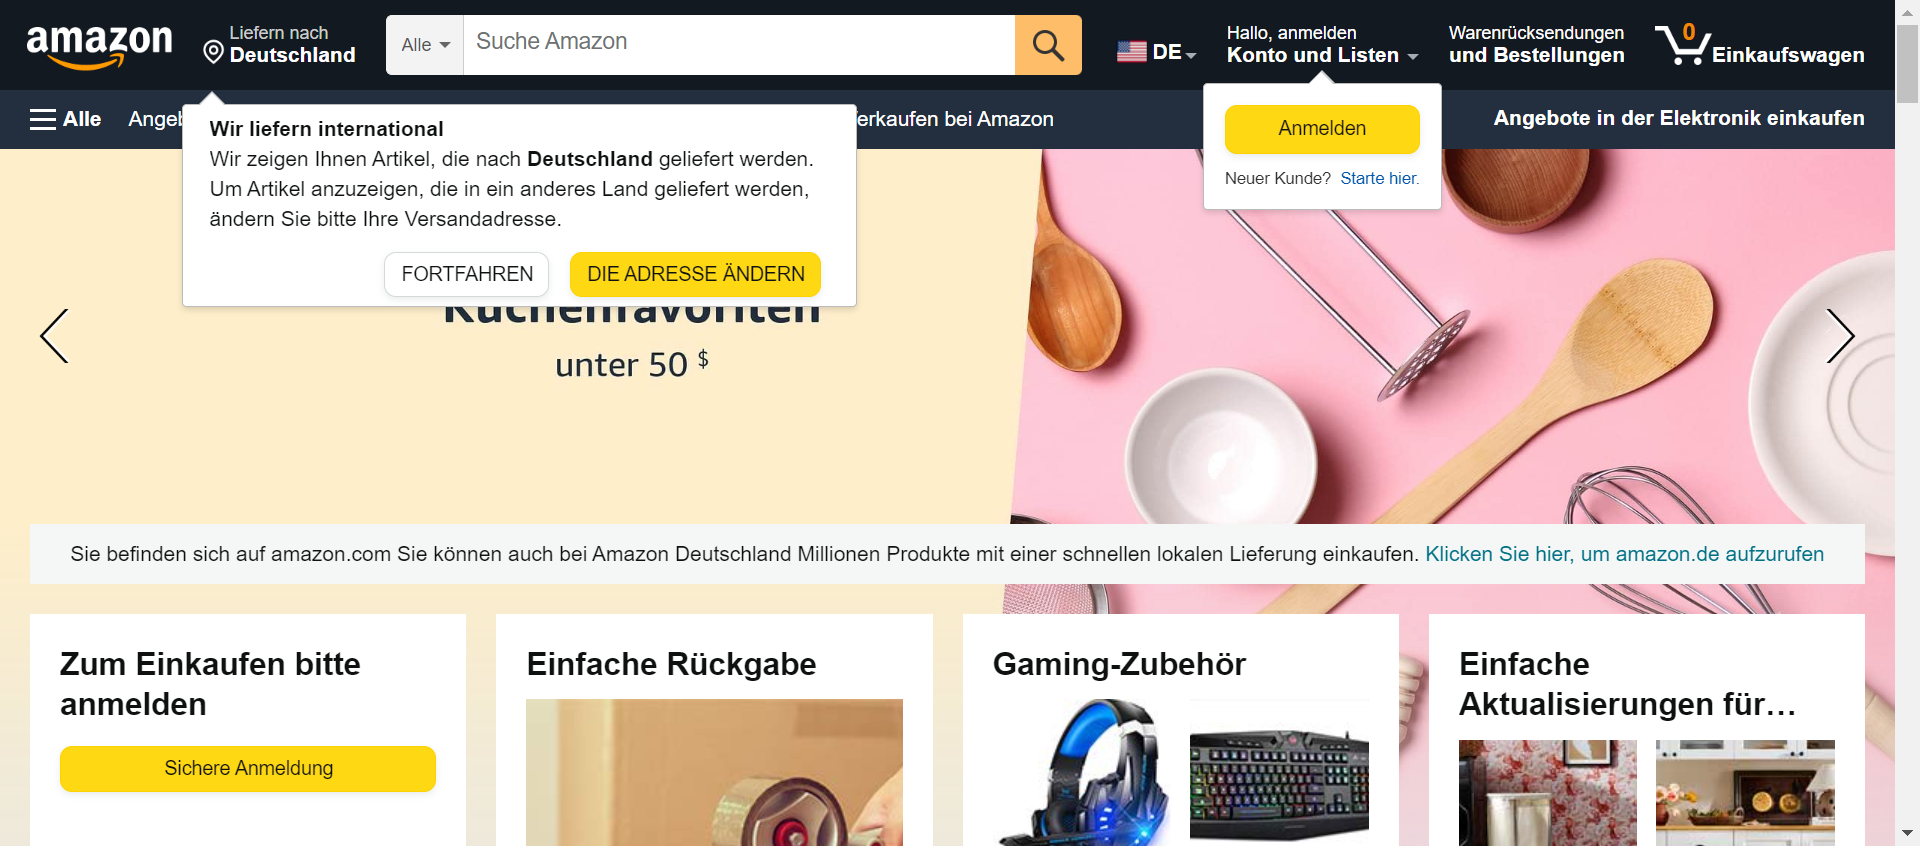 amazon
Liefern nach
Deutschland
Alle
Suche Amazon
DE
Hallo, anmelden
Konto und Listen
Warenrücksendungen
und Bestellungen
0
Einkaufswagen
Alle
Verkaufen bei Amazon
Angebote in der Elektronik einkaufen
Wir liefern international
Wir zeigen Ihnen Artikel, die nach Deutschland geliefert werden.
Um Artikel anzuzeigen, die in ein anderes Land geliefert werden,
ändern Sie bitte Ihre Versandadresse.
FORTFAHREN
DIE ADRESSE ÄNDERN
Anmelden
Neuer Kunde? Starte hier.
Küchenfavoriten
unter 50 $
Sie befinden sich auf amazon.com Sie können auch bei Amazon Deutschland Millionen Produkte mit einer schnellen lokalen Lieferung einkaufen. Klicken Sie hier, um amazon.de aufzurufen
Zum Einkaufen bitte
anmelden
Sichere Anmeldung
Einfache Rückgabe
Gaming-Zubehör
Einfache
Aktualisierungen für…